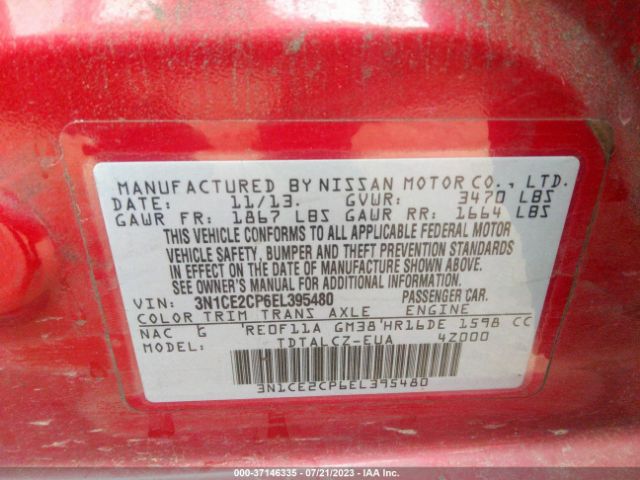 MANUFACTURED BY NISSAN MOTOR CO., LTD.
DATE: 11/13. GVWR: 3470 LBS
GAWR FR: 1867 LBS GAWR RR: 1664 LBS
THIS VEHICLE CONFORMS TO ALL APPLICABLE FEDERAL MOTOR
VEHICLE SAFETY, BUMPER AND THEFT PREVENTION STANDARDS
IN EFFECT ON THE DATE OF MANUFACTURE SHOWN ABOVE.
SEE OWNER'S MANUAL FOR ADDITIONAL INFORMATION.
VIN: 3N1CE2CP6EL395480 PASSENGER CAR.
COLOR TRIM TRANS AXLE ENGINE
NAC G RE0F11A GM38 HR16DE 1598 CC
MODEL: TDTALCZ-EUA 4Z000
3N1CE2CP6EL395480
000-37146335 - 07/21/2023 - IAA Inc.